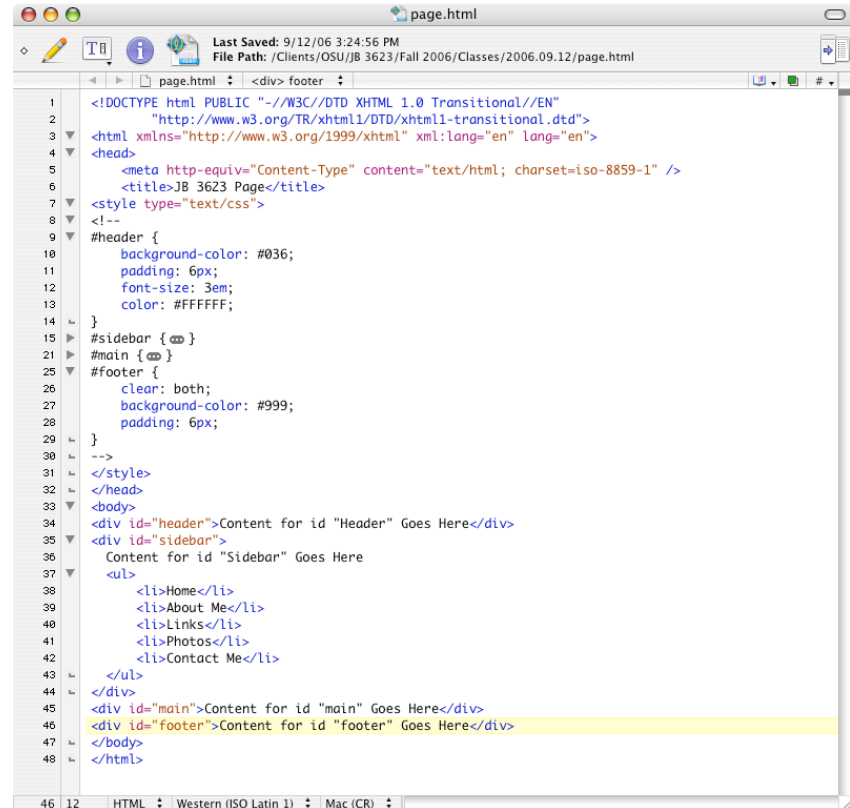 page.html
Last Saved: 9/12/06 3:24:56 PM
File Path: /Clients/OSU/JB 3623/Fall 2006/Classes/2006.09.12/page.html
page.html <div> footer #
1 <!DOCTYPE html PUBLIC "-//W3C//DTD XHTML 1.0 Transitional//EN"
2 "http://www.w3.org/TR/xhtml1/DTD/xhtml1-transitional.dtd">
3 <html xmlns="http://www.w3.org/1999/xhtml" xml:lang="en" lang="en">
4 <head>
5 <meta http-equiv="Content-Type" content="text/html; charset=iso-8859-1" />
6 <title>JB 3623 Page</title>
7 <style type="text/css">
8 <!--
9 #header {
10 background-color: #036;
11 padding: 6px;
12 font-size: 3em;
13 color: #FFFFFF;
14 }
15 #sidebar { }
21 #main { }
25 #footer {
26 clear: both;
27 background-color: #999;
28 padding: 6px;
29 }
30 -->
31 </style>
32 </head>
33 <body>
34 <div id="header">Content for id "Header" Goes Here</div>
35 <div id="sidebar">
36 Content for id "Sidebar" Goes Here
37 <ul>
38 <li>Home</li>
39 <li>About Me</li>
40 <li>Links</li>
41 <li>Photos</li>
42 <li>Contact Me</li>
43 </ul>
44 </div>
45 <div id="main">Content for id "main" Goes Here</div>
46 <div id="footer">Content for id "footer" Goes Here</div>
47 </body>
48 </html>
46 12 HTML Western (ISO Latin 1) Mac (CR)